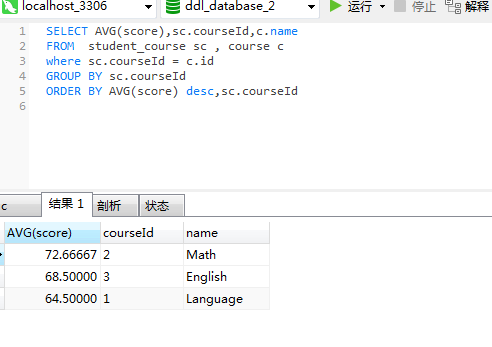 localhost_3306 ddl_database_2 运行 停止 解释
1 SELECT AVG(score),sc.courseId,c.name
2 FROM student_course sc , course c
3 where sc.courseId = c.id
4 GROUP BY sc.courseId
5 ORDER BY AVG(score) desc,sc.courseId
6
c 结果 1 剖析 状态
AVG(score) courseId name
72.66667 2 Math
68.50000 3 English
64.50000 1 Language